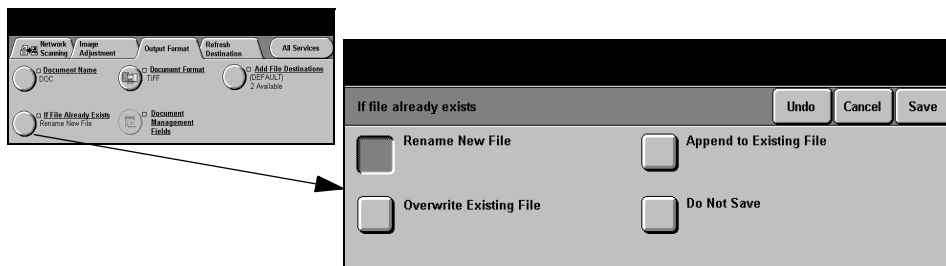 Network Scanning
Image Adjustment
Output Format
Refresh Destination
All Services
Document Name
DOC
Document Format
TIFF
Add File Destinations
(DEFAULT)
2 Available
If File Already Exists
Rename New File
Document
Management
Fields
If file already exists
Undo
Cancel
Save
Rename New File
Append to Existing File
Overwrite Existing File
Do Not Save